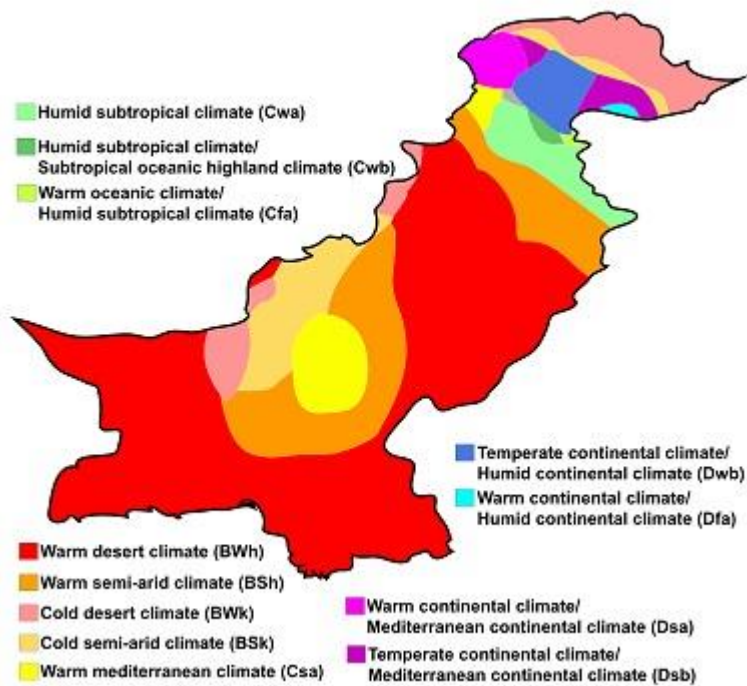 Humid subtropical climate (Cwa)
Humid subtropical climate/
Subtropical oceanic highland climate (Cwb)
Warm oceanic climate/
Humid subtropical climate (Cfa)
Temperate continental climate/
Humid continental climate (Dwb)
Warm continental climate/
Humid continental climate (Dfa)
Warm desert climate (BWh)
Warm semi-arid climate (BSh)
Cold desert climate (BWk)
Cold semi-arid climate (BSk)
Warm mediterranean climate (Csa)
Warm continental climate/
Mediterranean continental climate (Dsa)
Temperate continental climate/
Mediterranean continental climate (Dsb)